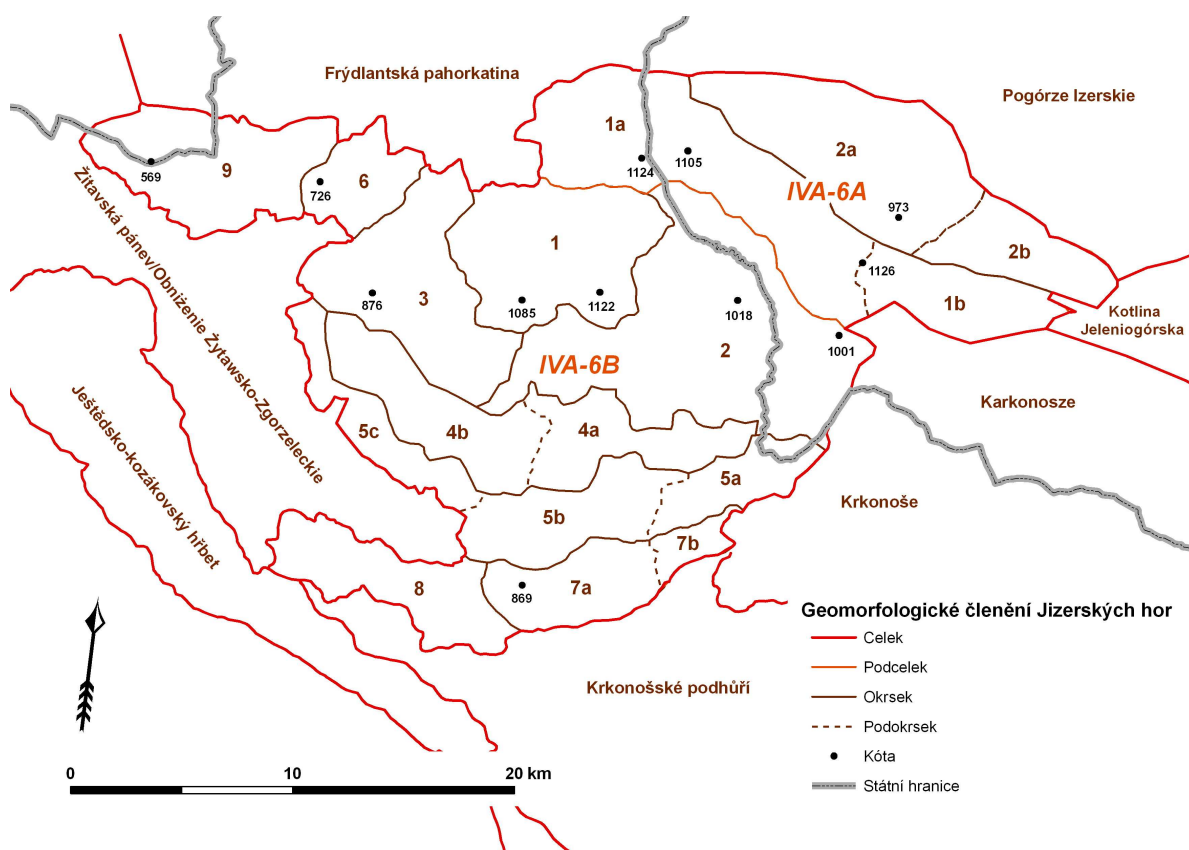 Frýdlantská pahorkatina
Pogórze Izerskie
1a
2a
1105
1124
9
569
6
726
IVA-6A
973
1
2b
1126
3
876
1085
1122
1018
2
1b
1001
Kotlina
Jeleniogórska
Žitavská pánev/Obniżenie Żytawsko-Zgorzeleckie
IVA-6B
Karkonosze
5c
4b
4a
5a
Ještědsko-kozákovský hřbet
5b
Krkonoše
7b
8
869
7a
Krkonošské podhůří
Geomorfologické členění Jizerských hor
Celek
Podcelek
Okrsek
Podokrsek
Kóta
Státní hranice
0
10
20 km